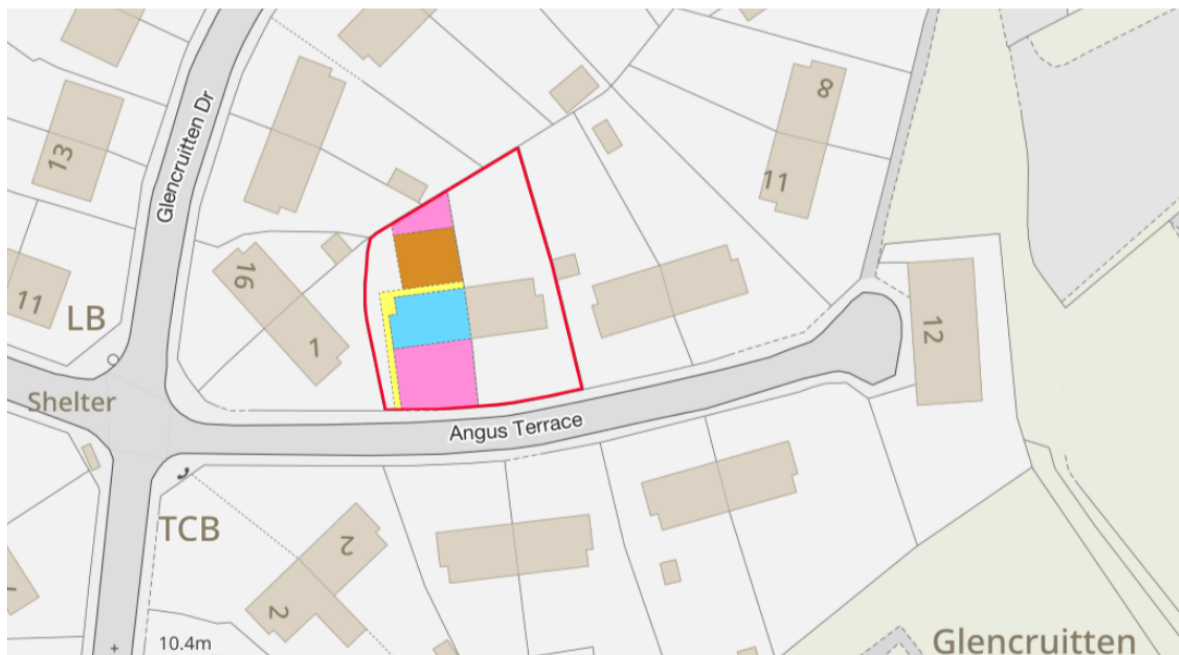 Glencruitten Dr
13
8
11
16
11
LB
1
12
Shelter
Angus Terrace
TCB
2
2
10.4m
Glencruitten